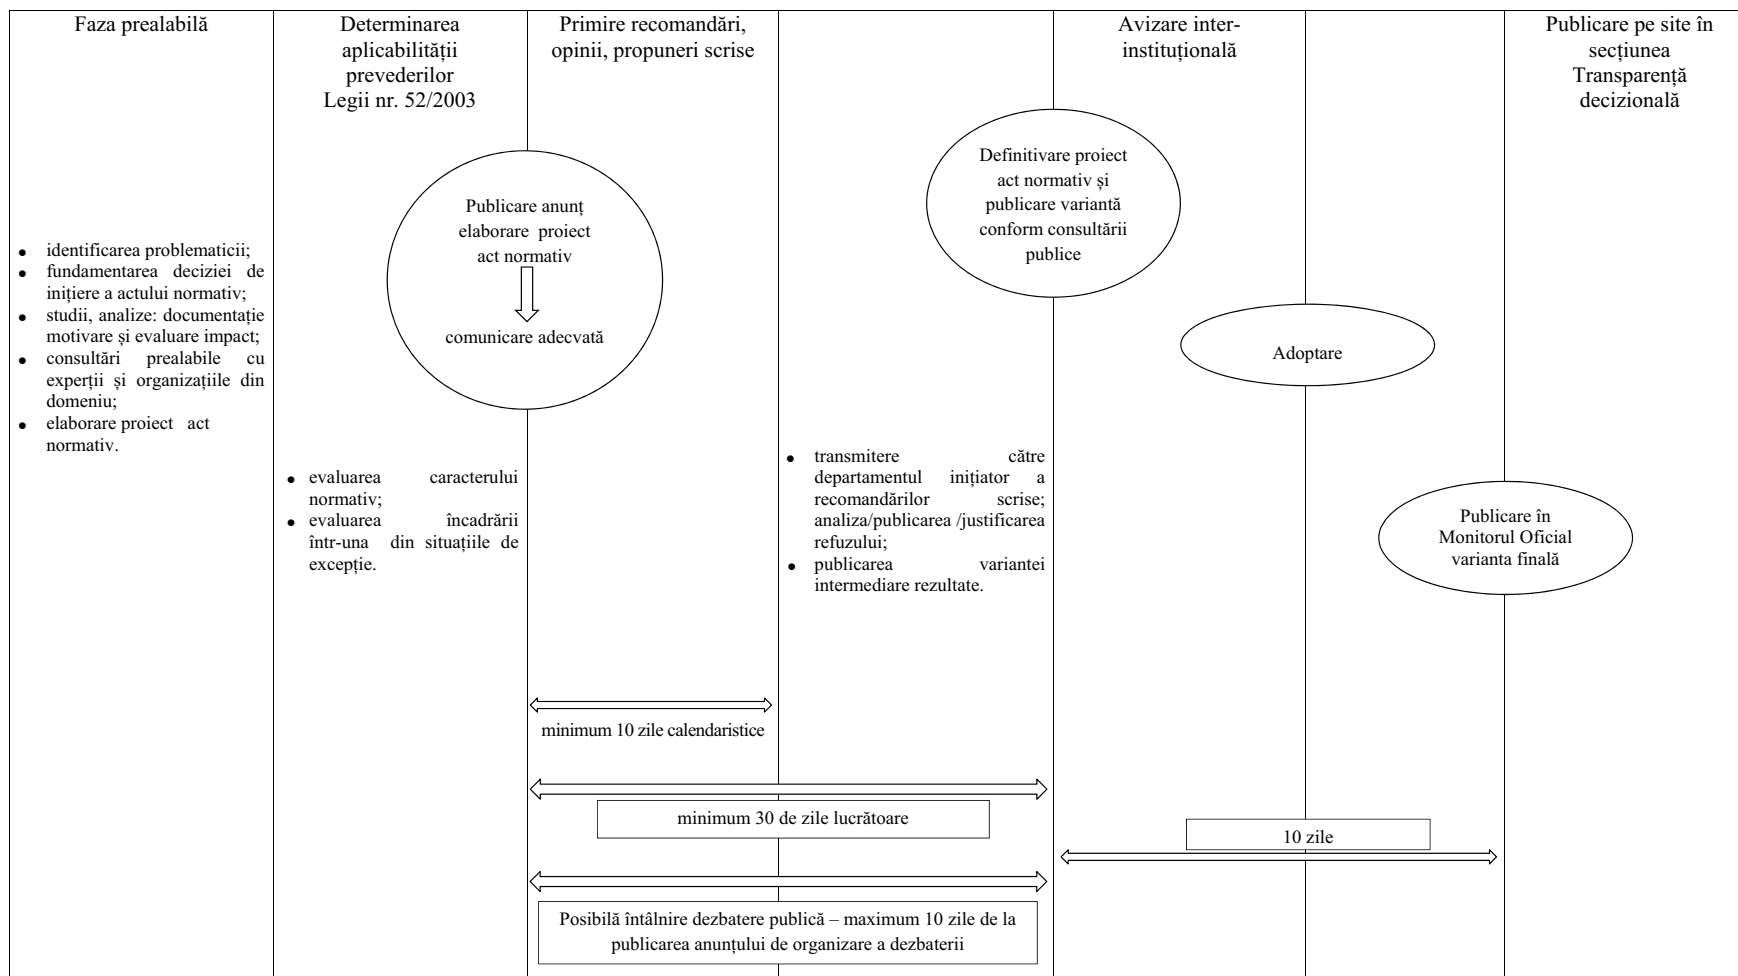 Faza prealabilă
Determinarea
aplicabilității
prevederilor
Legii nr. 52/2003
Primire recomandări,
opinii, propuneri scrise
Avizare inter-
instituțională
Publicare pe site în
secțiunea
Transparență
decizională
• identificarea problematicii;
• fundamentarea deciziei de
inițiere a actului normativ;
• studii, analize: documentație
motivare și evaluare impact;
• consultări prealabile cu
experții și organizațiile din
domeniu;
• elaborare proiect act
normativ.
Publicare anunț
elaborare proiect
act normativ
comunicare adecvată
• evaluarea caracterului
normativ;
• evaluarea încadrării
într-una din situațiile de
excepție.
• transmitere către
departamentul inițiator a
recomandărilor scrise;
analiza/publicarea /justificarea
refuzului;
• publicarea variantei
intermediare rezultate.
Definitivare proiect
act normativ și
publicare variantă
conform consultării
publice
Adoptare
Publicare în
Monitorul Oficial
varianta finală
minimum 10 zile calendaristice
minimum 30 de zile lucrătoare
10 zile
Posibilă întâlnire dezbatere publică – maximum 10 zile de la
publicarea anunțului de organizare a dezbaterii